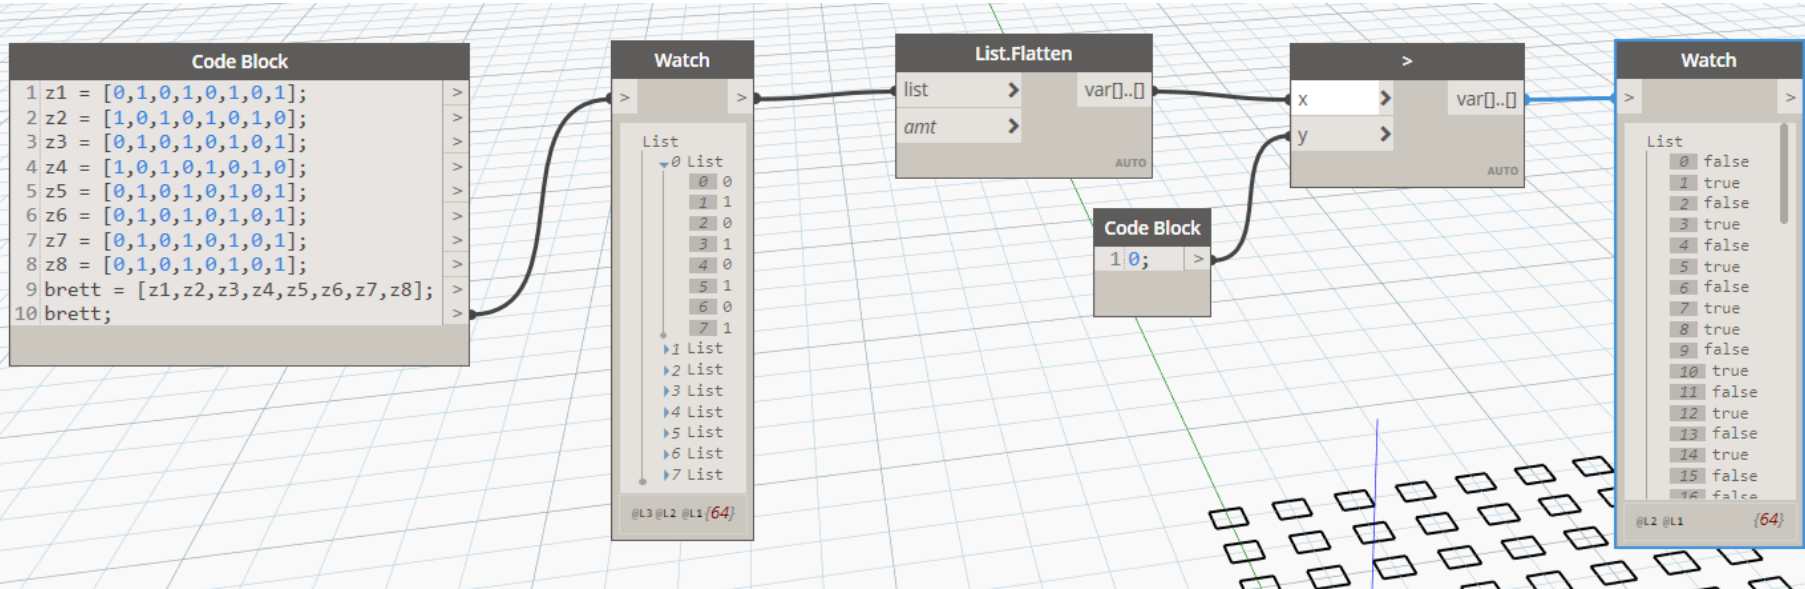 Code Block
1 z1 = [0,1,0,1,0,1,0,1]; >
2 z2 = [1,0,1,0,1,0,1,0]; >
3 z3 = [0,1,0,1,0,1,0,1]; >
4 z4 = [1,0,1,0,1,0,1,0]; >
5 z5 = [0,1,0,1,0,1,0,1]; >
6 z6 = [0,1,0,1,0,1,0,1]; >
7 z7 = [0,1,0,1,0,1,0,1]; >
8 z8 = [0,1,0,1,0,1,0,1]; >
9 brett = [z1,z2,z3,z4,z5,z6,z7,z8]; >
10 brett; >
Watch
> >
List
0 List
0 0
1 1
2 0
3 1
4 0
5 1
6 0
7 1
1 List
2 List
3 List
4 List
5 List
6 List
7 List
@L3 @L2 @L1 {64}
List.Flatten
list > var[]..[]
amt >
AUTO
Code Block
1 0; >
>
x > var[]..[]
y >
AUTO
Watch
> >
List
0 false
1 true
2 false
3 true
4 false
5 true
6 false
7 true
8 true
9 false
10 true
11 false
12 true
13 false
14 true
15 false
16 false
@L2 @L1 {64}